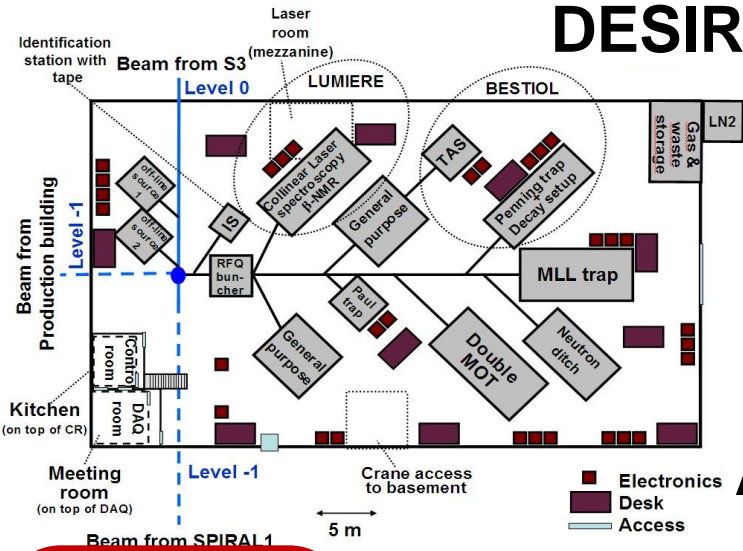 DESIR
Laser
room
(mezzanine)
Identification
station with
tape
Beam from S3
Level 0
LUMIERE
BESTIOL
Gas &
waste
storage
LN2
TAS
Collinear Laser
spectroscopy
β-NMR
General
purpose
Penning trap
+
Decay setup
off-line
source
1
off-line
source
2
IS
Beam from
Production building
Level -1
RFQ
bun-
cher
MLL trap
Paul
trap
General
purpose
Double
MOT
Neutron
ditch
Control
room
DAQ
room
Kitchen
(on top of CR)
Meeting
room
(on top of DAQ)
Level -1
Crane access
to basement
Electronics
Desk
Access
5 m
Beam from SPIRAL1